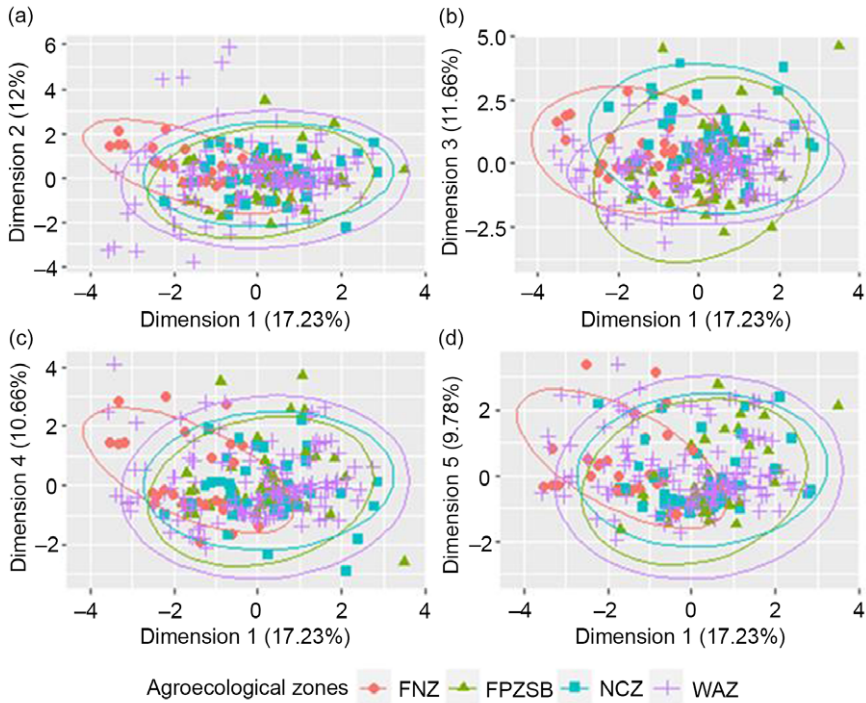 (a)
6
4
2
0
−2
−4
Dimension 2 (12%)
−4
−2
0
2
4
Dimension 1 (17.23%)
(b)
5.0
2.5
0.0
−2.5
Dimension 3 (11.66%)
−4
−2
0
2
4
Dimension 1 (17.23%)
(c)
4
2
0
−2
Dimension 4 (10.66%)
−4
−2
0
2
4
Dimension 1 (17.23%)
(d)
2
0
−2
Dimension 5 (9.78%)
−4
−2
0
2
4
Dimension 1 (17.23%)
Agroecological zones FNZ FPZSB NCZ WAZ